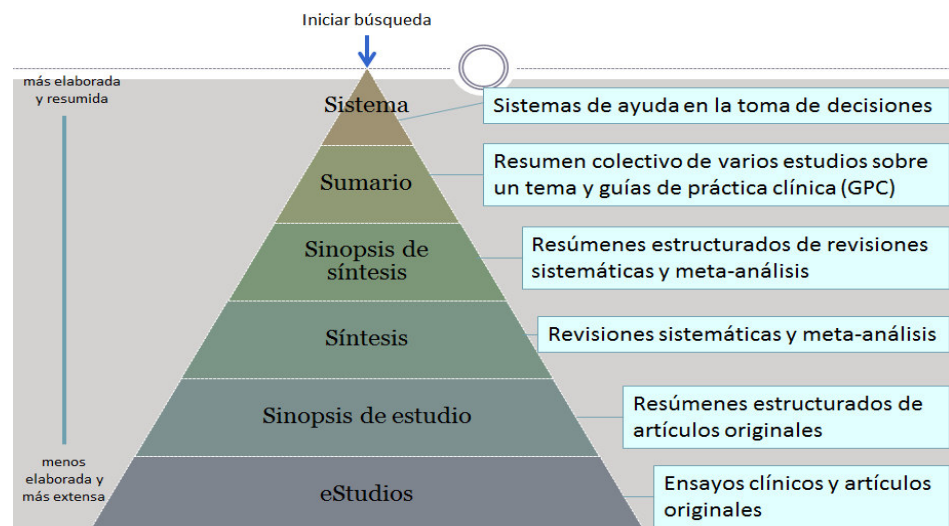 Iniciar búsqueda
más elaborada
y resumida
Sistema
Sistemas de ayuda en la toma de decisiones
Sumario
Resumen colectivo de varios estudios sobre
un tema y guías de práctica clínica (GPC)
Sinopsis de
síntesis
Resúmenes estructurados de revisiones
sistemáticas y meta-análisis
Síntesis
Revisiones sistemáticas y meta-análisis
Sinopsis de estudio
Resúmenes estructurados de
artículos originales
menos
elaborada y
más extensa
eStudios
Ensayos clínicos y artículos
originales